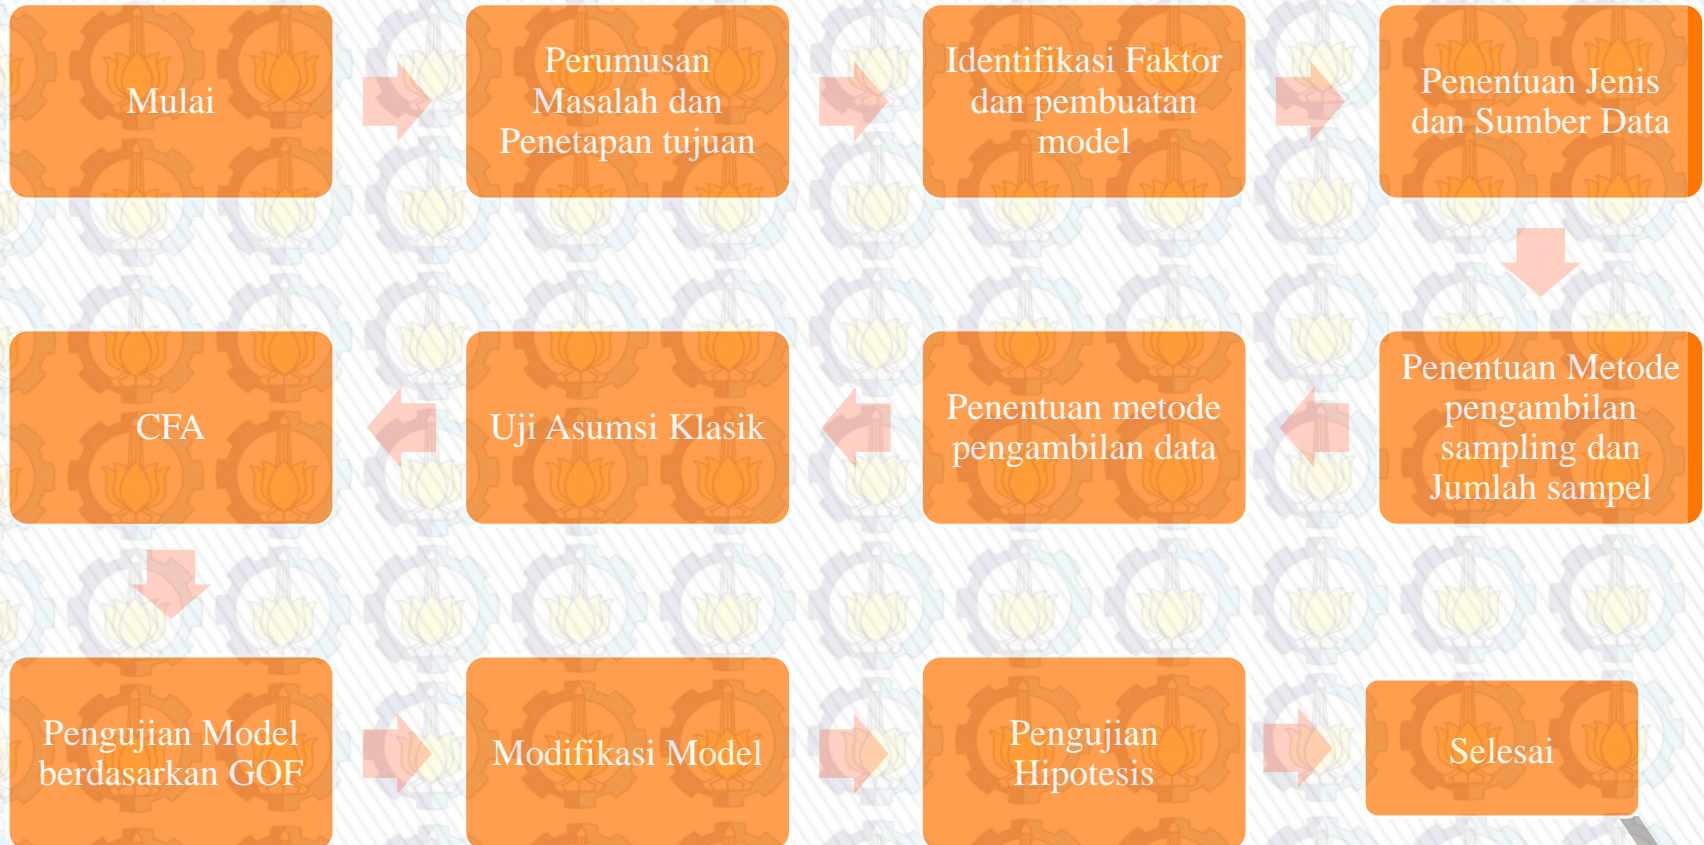 Mulai
Perumusan
Masalah dan
Penetapan tujuan
Identifikasi Faktor
dan pembuatan
model
Penentuan Jenis
dan Sumber Data
Penentuan Metode
pengambilan
sampling dan
Jumlah sampel
Penentuan metode
pengambilan data
Uji Asumsi Klasik
CFA
Pengujian Model
berdasarkan GOF
Modifikasi Model
Pengujian
Hipotesis
Selesai